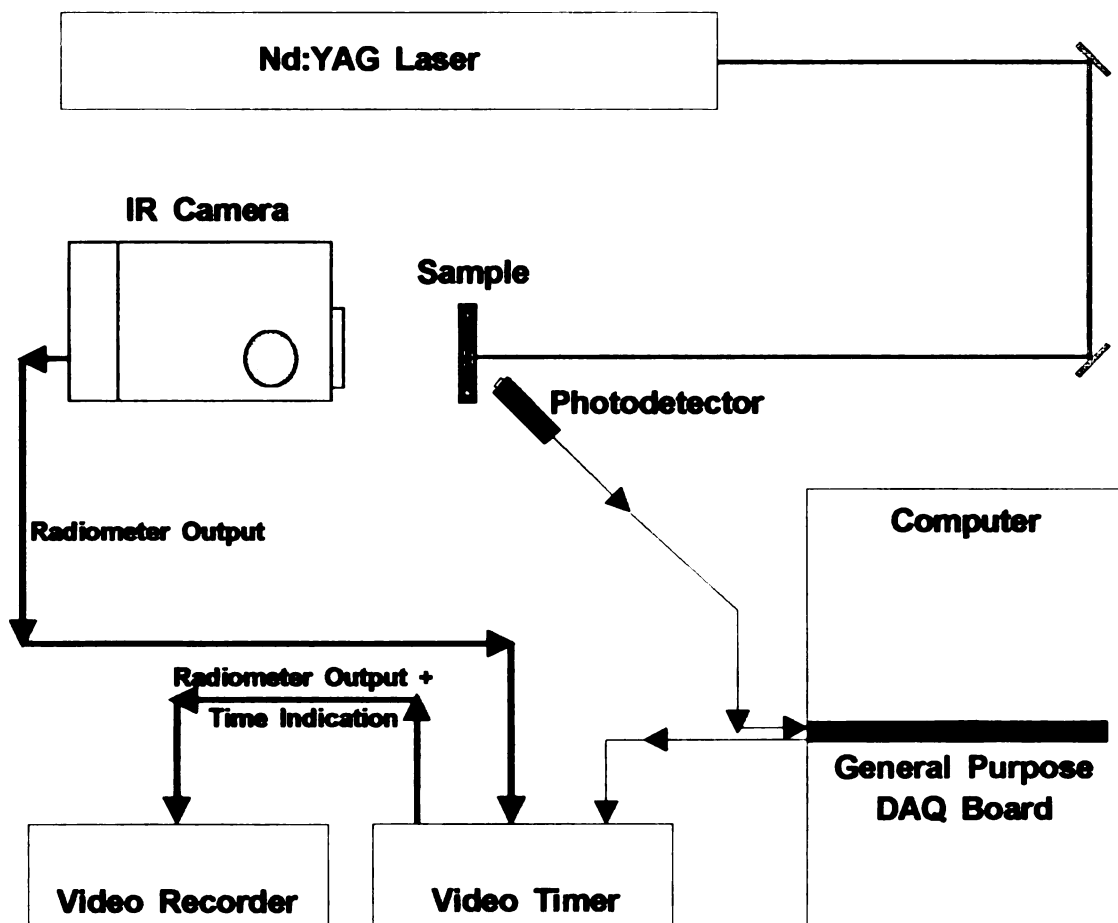 Nd:YAG Laser
IR Camera
Sample
Photodetector
Radiometer Output
Computer
Radiometer Output +
Time Indication
General Purpose
DAQ Board
Video Recorder
Video Timer